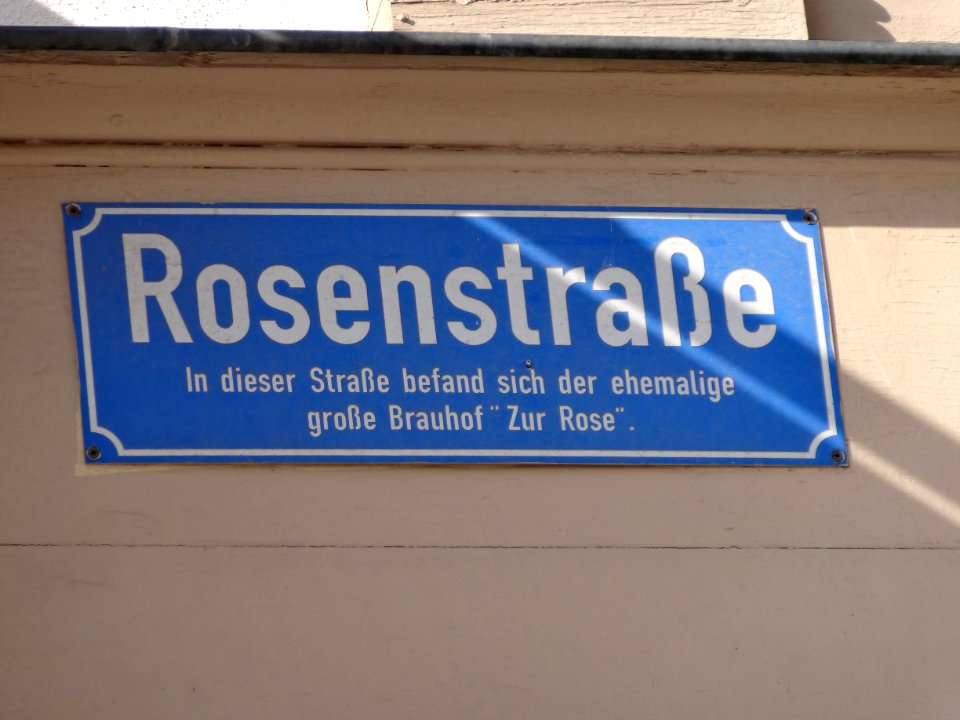 Rosenstraße
In dieser Straße befand sich der ehemalige
große Brauhof "Zur Rose".